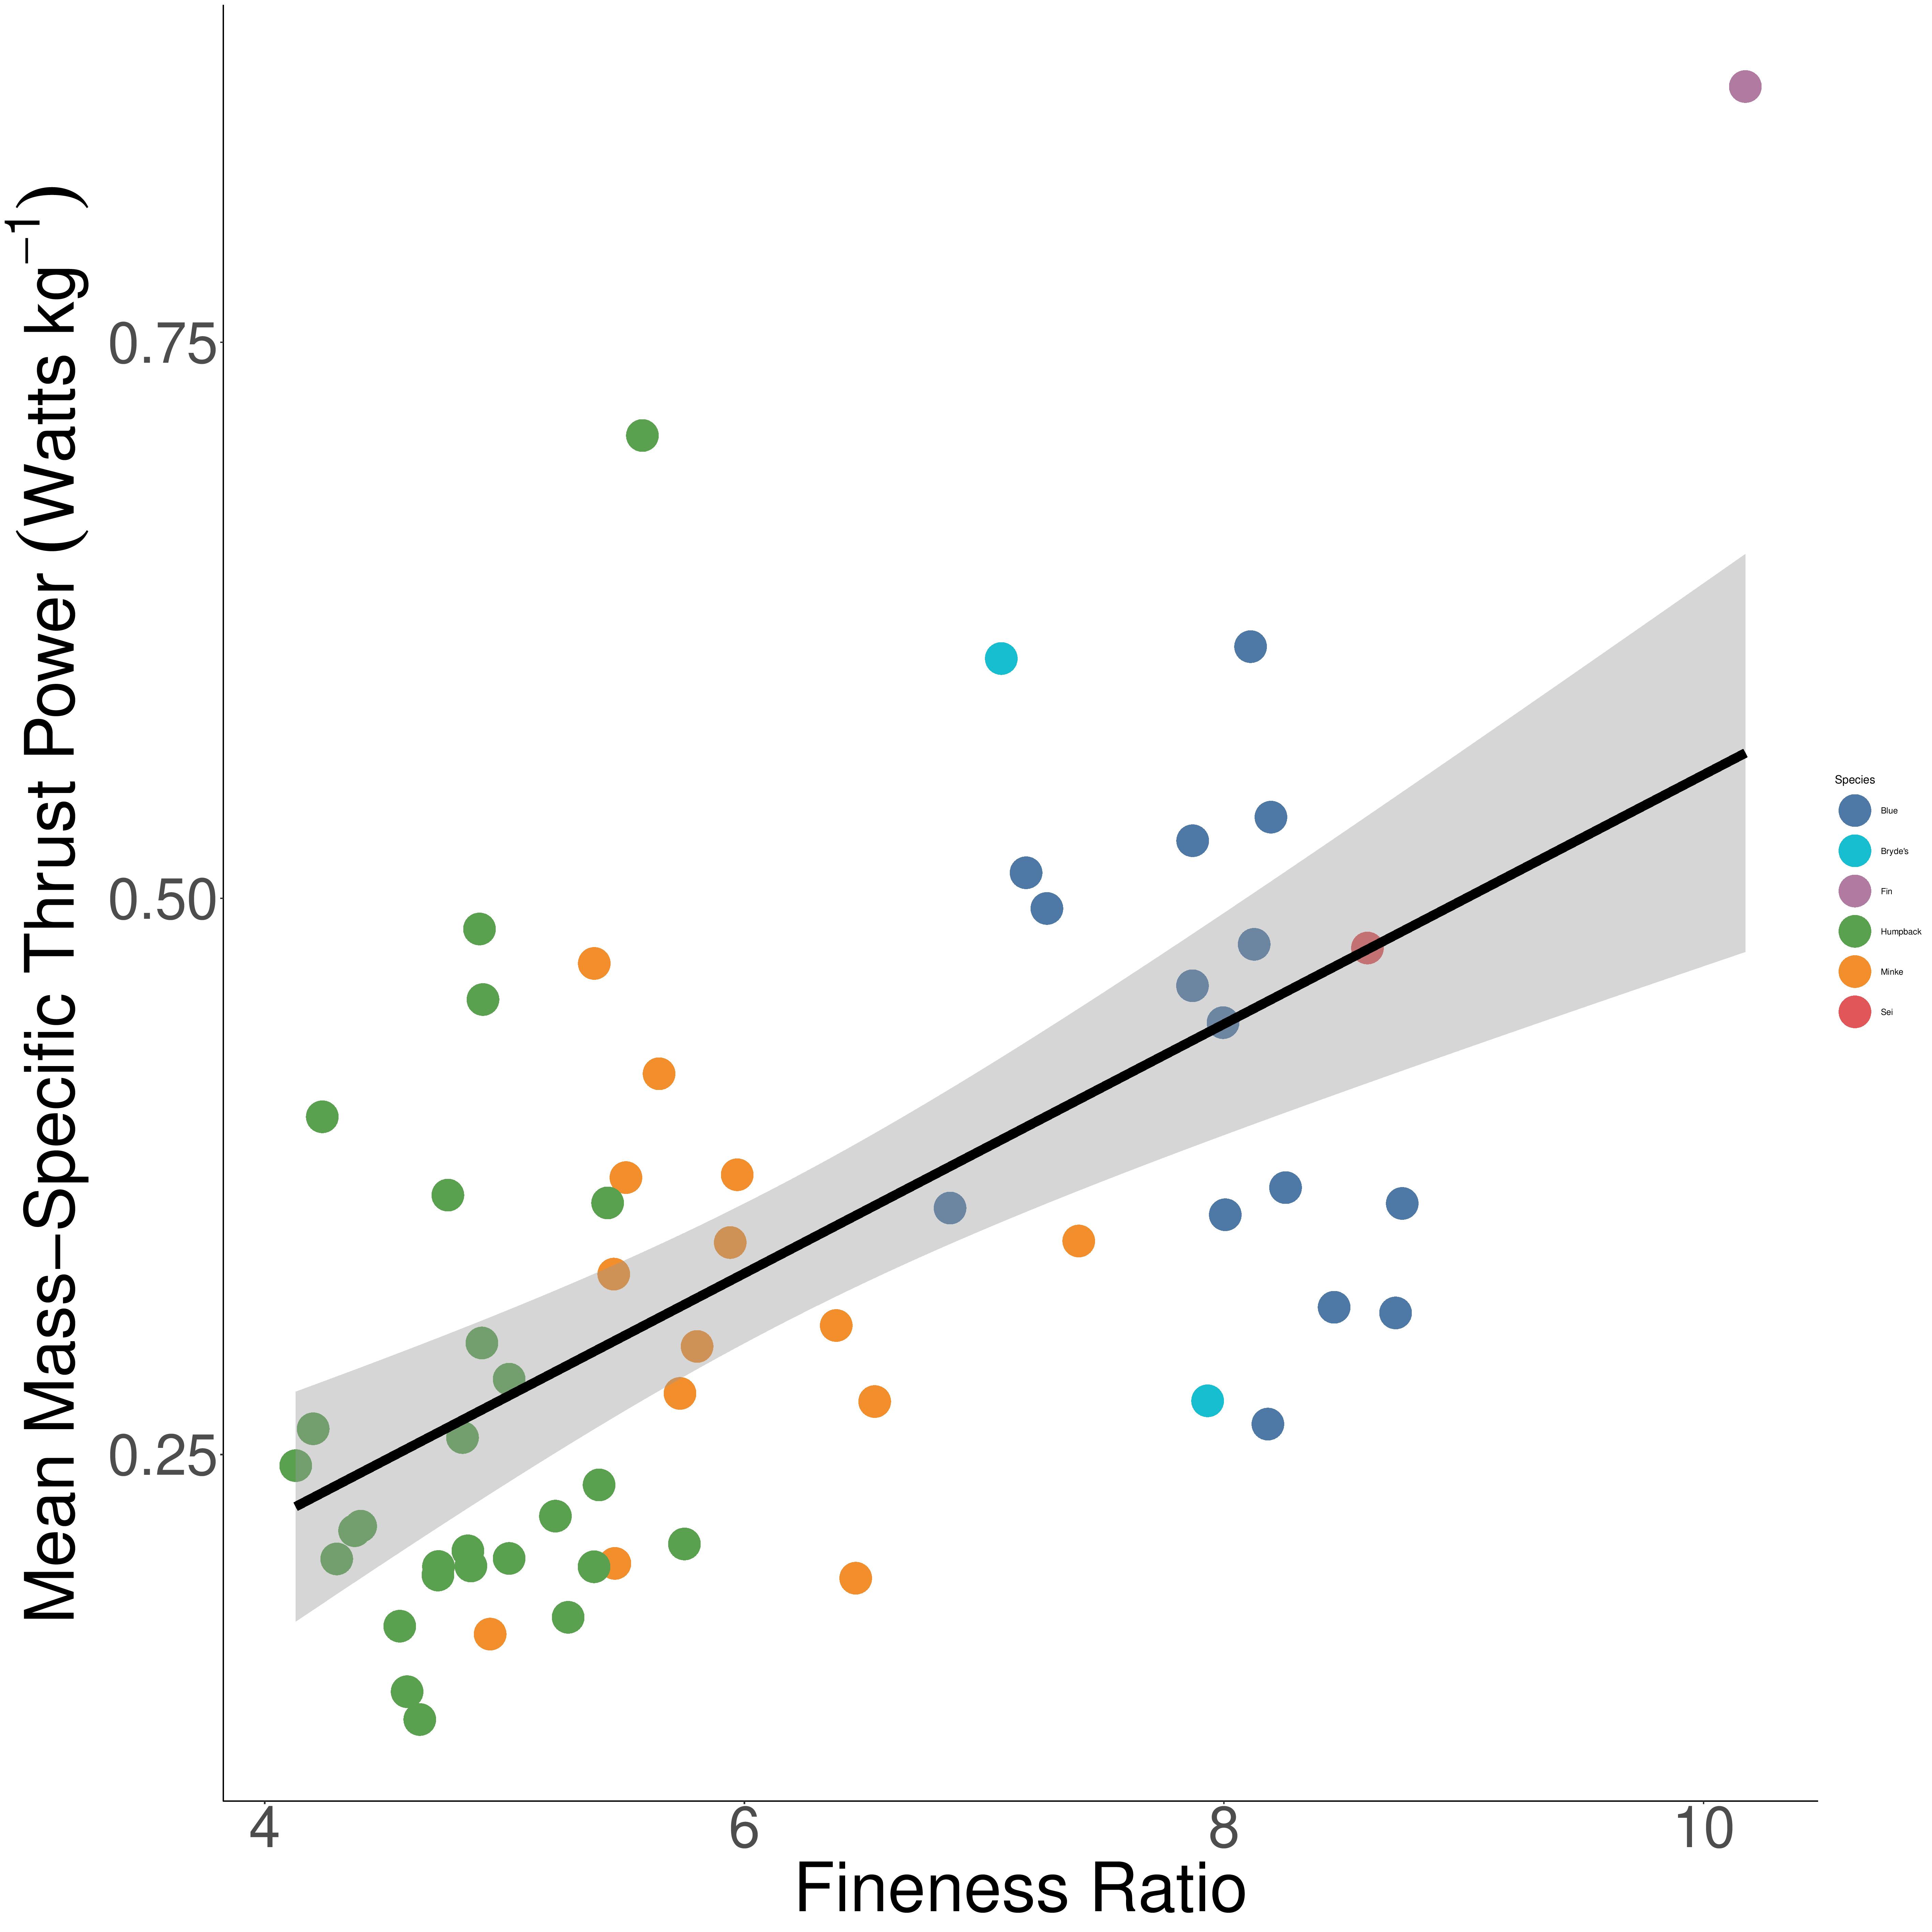 Mean Mass−Specific Thrust Power (Watts kg−1)
0.75
0.50
0.25
4 6 8 10
Fineness Ratio
Species
Blue
Bryde's
Fin
Humpback
Minke
Sei